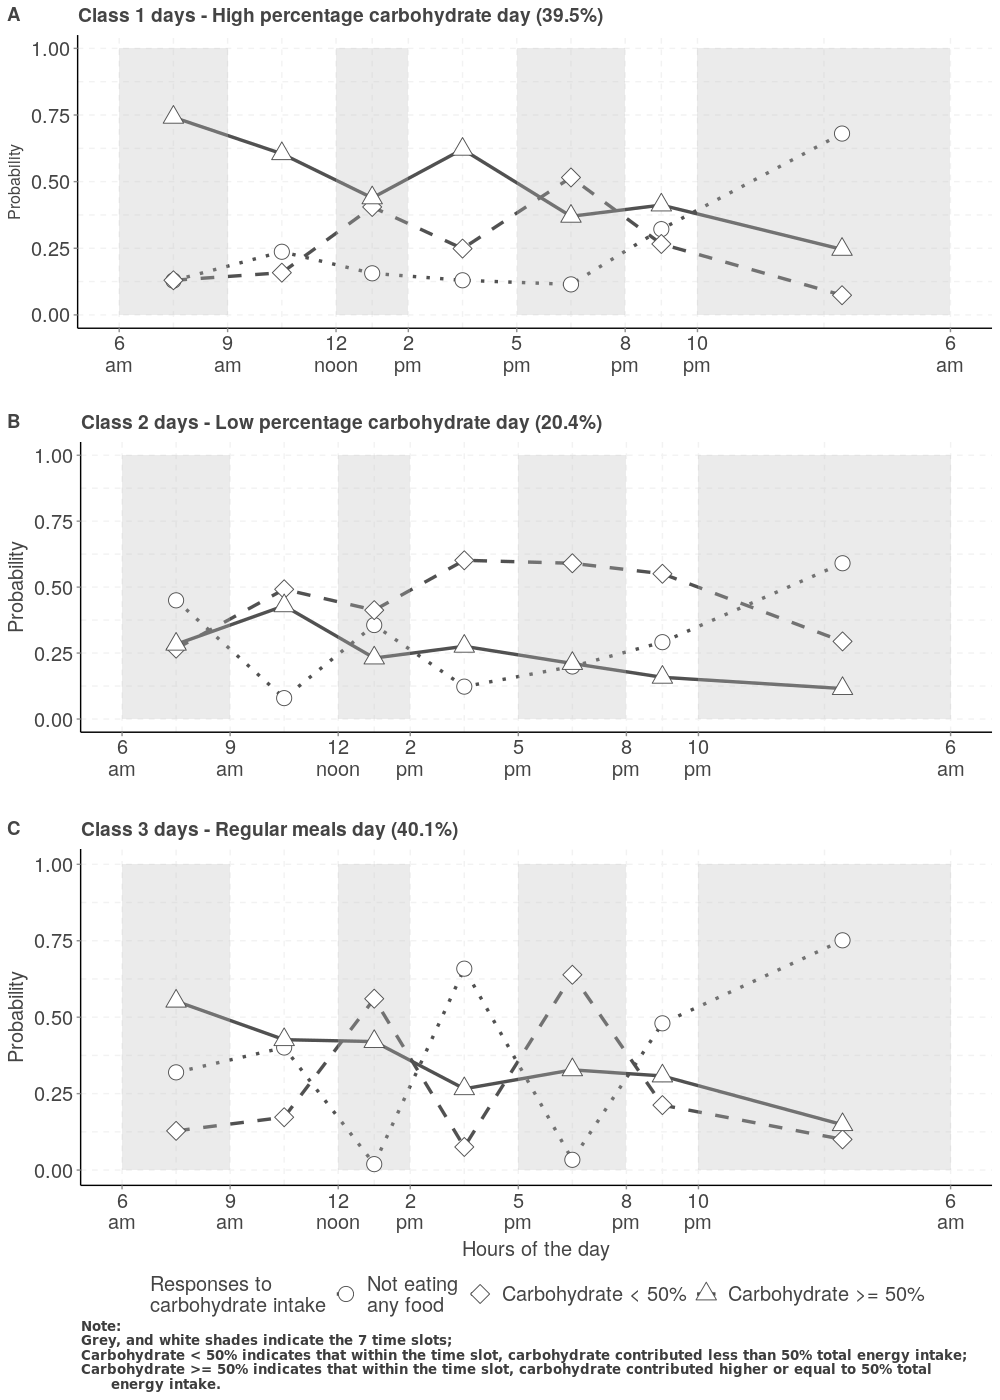 A Class 1 days - High percentage carbohydrate day (39.5%)
1.00
0.75
0.50
0.25
0.00
Probability
6 9 12 2 5 8 10 6
am am noon pm pm pm pm am
B Class 2 days - Low percentage carbohydrate day (20.4%)
1.00
0.75
0.50
0.25
0.00
Probability
6 9 12 2 5 8 10 6
am am noon pm pm pm pm am
C Class 3 days - Regular meals day (40.1%)
1.00
0.75
0.50
0.25
0.00
Probability
6 9 12 2 5 8 10 6
am am noon pm pm pm pm am
Hours of the day
Responses to
carbohydrate intake
Not eating
any food
Carbohydrate < 50%
Carbohydrate >= 50%
Note:
Grey, and white shades indicate the 7 time slots;
Carbohydrate < 50% indicates that within the time slot, carbohydrate contributed less than 50% total energy intake;
Carbohydrate >= 50% indicates that within the time slot, carbohydrate contributed higher or equal to 50% total
energy intake.